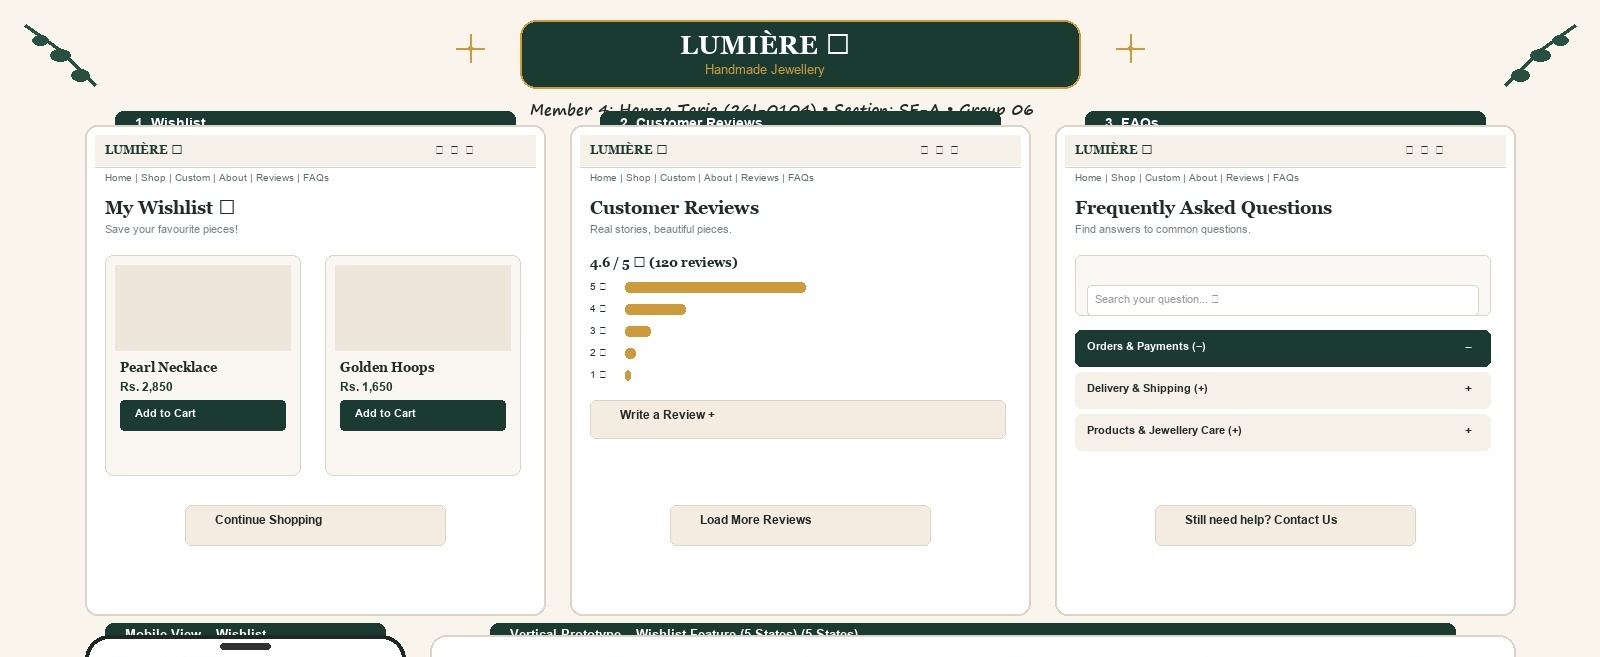 LUMIÈRE □
Handmade Jewellery
Member 4: Hamza Tariq (26L-0104) • Section: SE-A • Group 06
1. Wishlist
LUMIÈRE □
□ □ □
Home | Shop | Custom | About | Reviews | FAQs
My Wishlist □
Save your favourite pieces!
Pearl Necklace
Rs. 2,850
Add to Cart
Golden Hoops
Rs. 1,650
Add to Cart
Continue Shopping
2. Customer Reviews
LUMIÈRE □
□ □ □
Home | Shop | Custom | About | Reviews | FAQs
Customer Reviews
Real stories, beautiful pieces.
4.6 / 5 □ (120 reviews)
5 □
4 □
3 □
2 □
1 □
Write a Review +
Load More Reviews
3. FAQs
LUMIÈRE □
□ □ □
Home | Shop | Custom | About | Reviews | FAQs
Frequently Asked Questions
Find answers to common questions.
Search your question... □
Orders & Payments (–) –
Delivery & Shipping (+) +
Products & Jewellery Care (+) +
Still need help? Contact Us
Mobile View – Wishlist
Vertical Prototype – Wishlist Feature (5 States) (5 States)